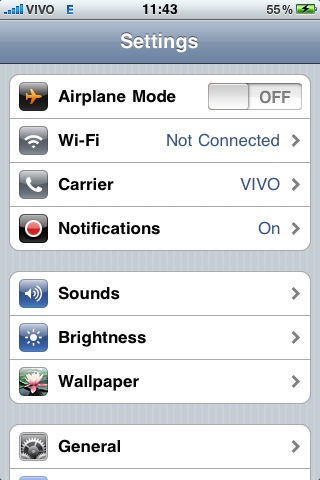 VIVO E 11:43 55%
Settings
Airplane Mode OFF
Wi-Fi Not Connected
Carrier VIVO
Notifications On
Sounds
Brightness
Wallpaper
General